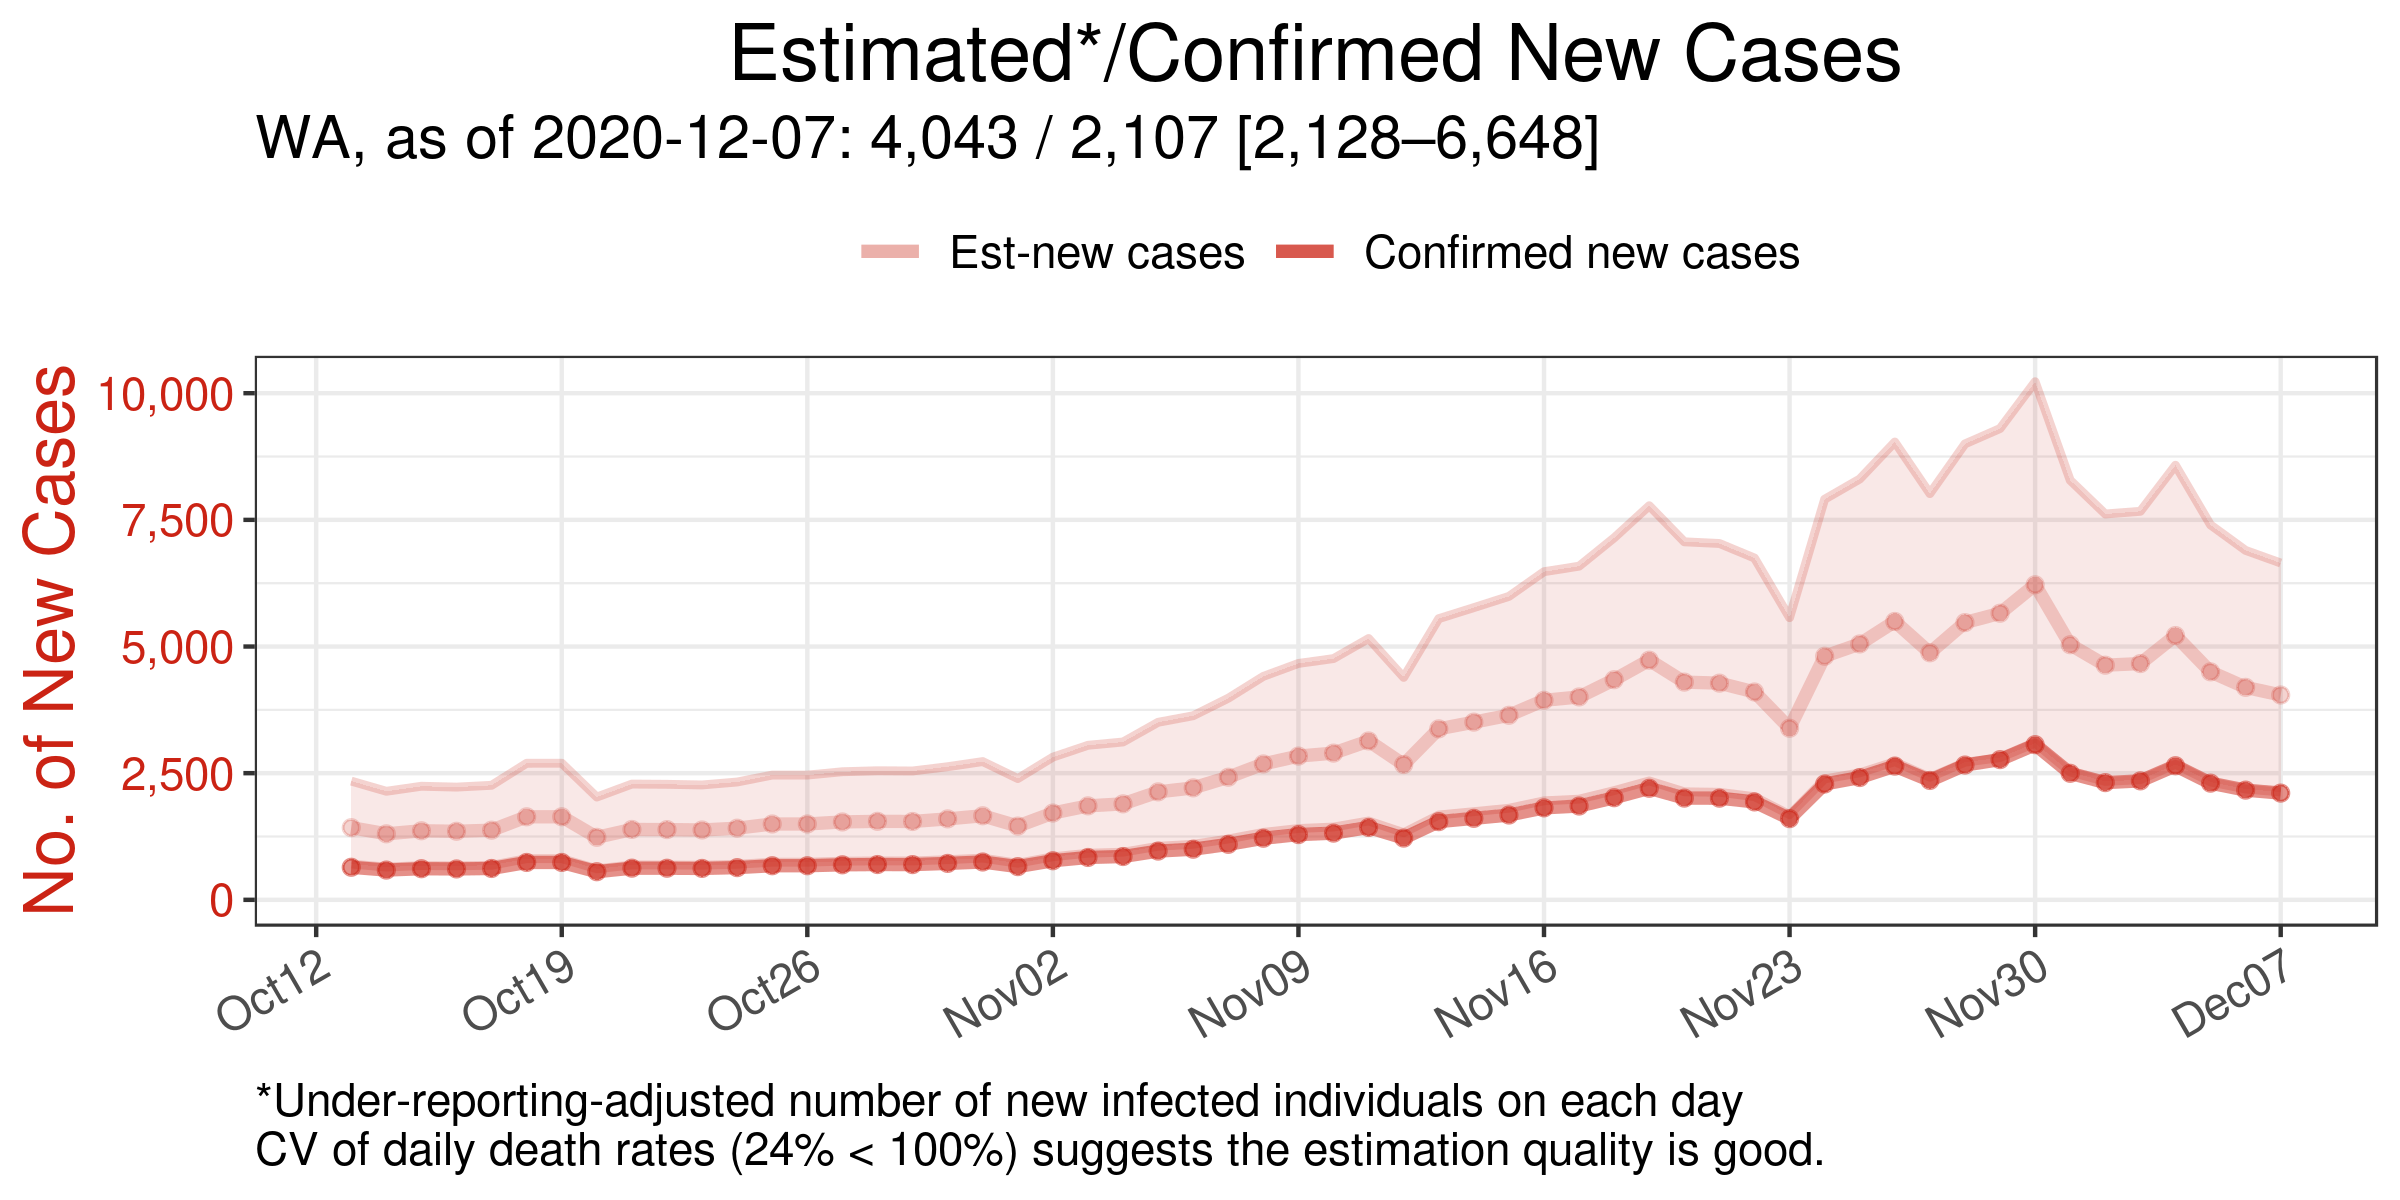 Estimated*/Confirmed New Cases
WA, as of 2020-12-07: 4,043 / 2,107 [2,128–6,648]
Est-new cases
Confirmed new cases
No. of New Cases
10,000
7,500
5,000
2,500
0
Oct12
Oct19
Oct26
Nov02
Nov09
Nov16
Nov23
Nov30
Dec07
*Under-reporting-adjusted number of new infected individuals on each day
CV of daily death rates (24% < 100%) suggests the estimation quality is good.